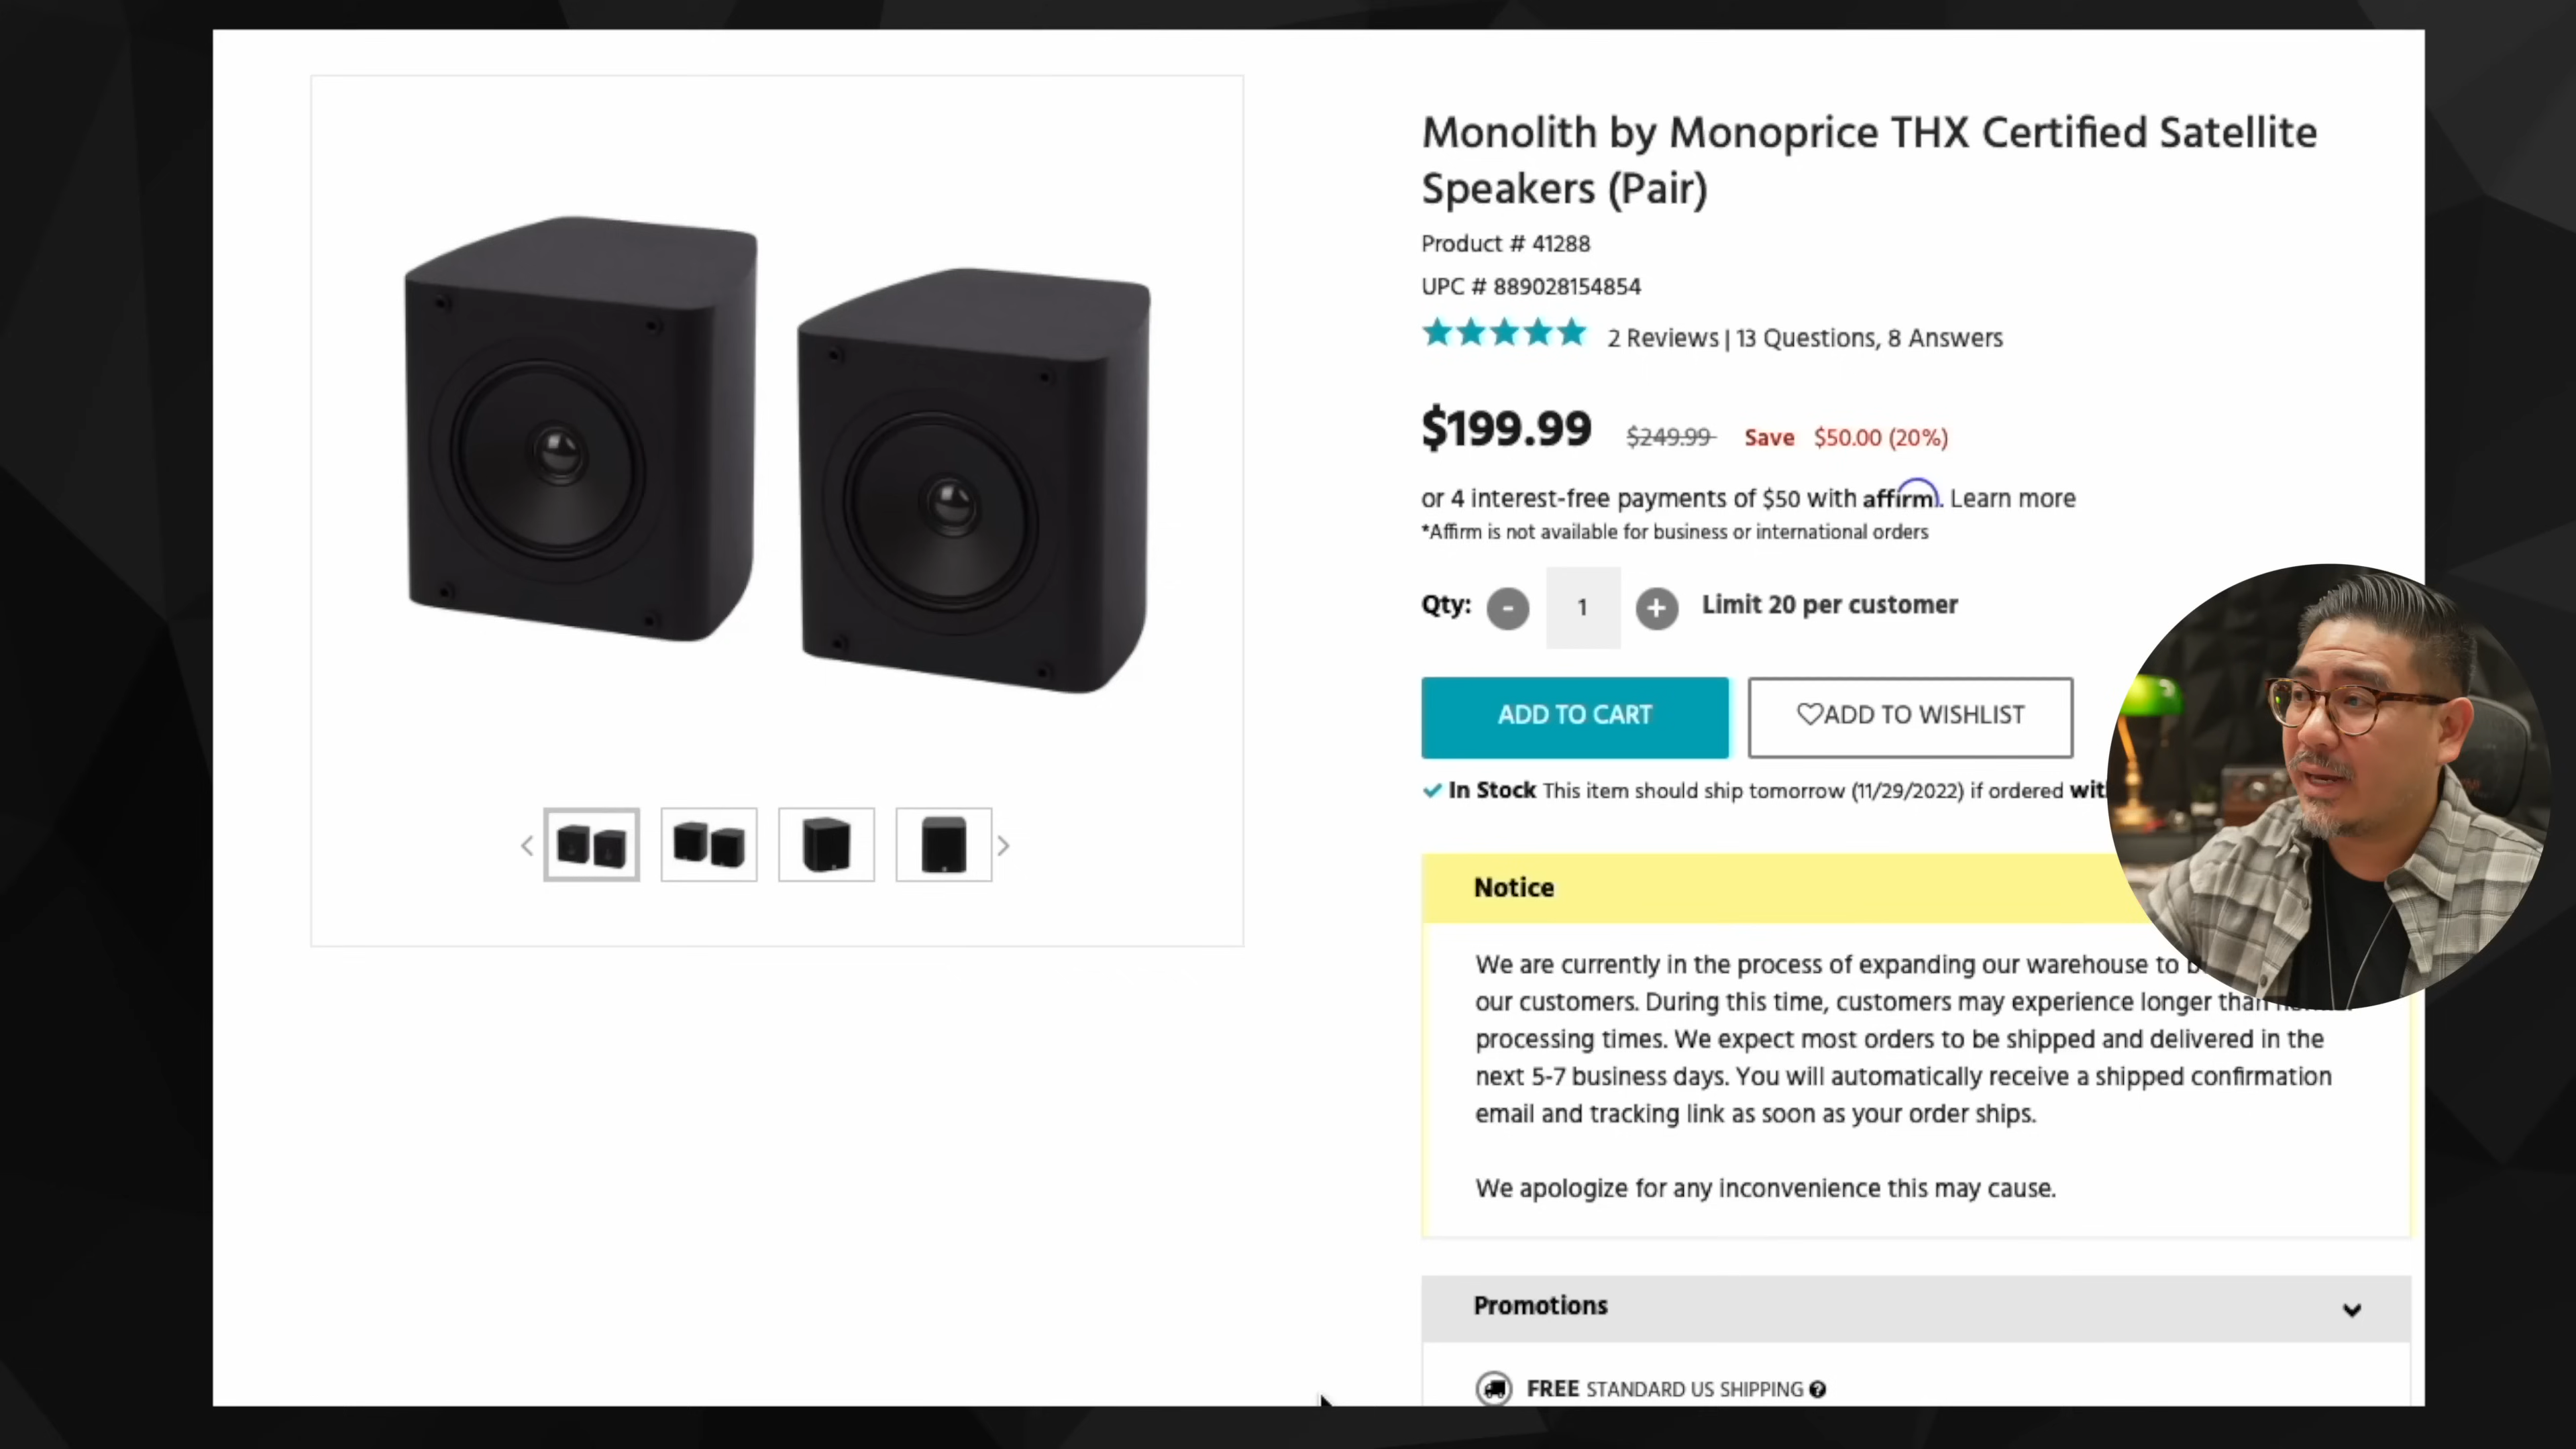 Monolith by Monoprice THX Certified Satellite
Speakers (Pair)
Product # 41288
UPC # 889028154854
2 Reviews | 13 Questions, 8 Answers
$199.99 $249.99 Save $50.00 (20%)
or 4 interest-free payments of $50 with affirm. Learn more
*Affirm is not available for business or international orders
Qty: - 1 + Limit 20 per customer
ADD TO CART ADD TO WISHLIST
In Stock This item should ship tomorrow (11/29/2022) if ordered
Notice
We are currently in the process of expanding our warehouse to
our customers. During this time, customers may experience longer than
processing times. We expect most orders to be shipped and delivered in the
next 5-7 business days. You will automatically receive a shipped confirmation
email and tracking link as soon as your order ships.
We apologize for any inconvenience this may cause.
Promotions
FREE STANDARD US SHIPPING ?